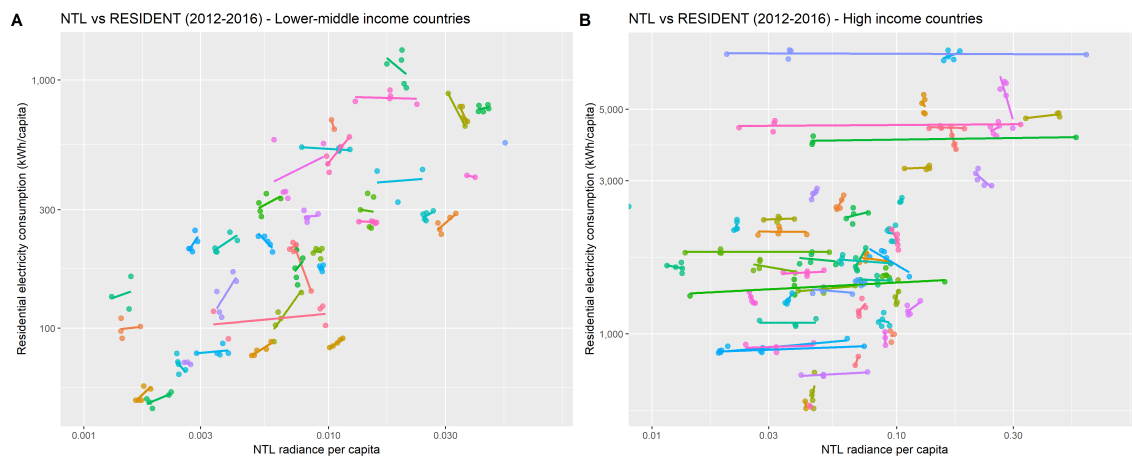 A
NTL vs RESIDENT (2012-2016) - Lower-middle income countries
Residential electricity consumption (kWh/capita)
1,000
300
100
0.001
0.003
0.010
0.030
NTL radiance per capita
B
NTL vs RESIDENT (2012-2016) - High income countries
Residential electricity consumption (kWh/capita)
5,000
3,000
1,000
0.01
0.03
0.10
0.30
NTL radiance per capita